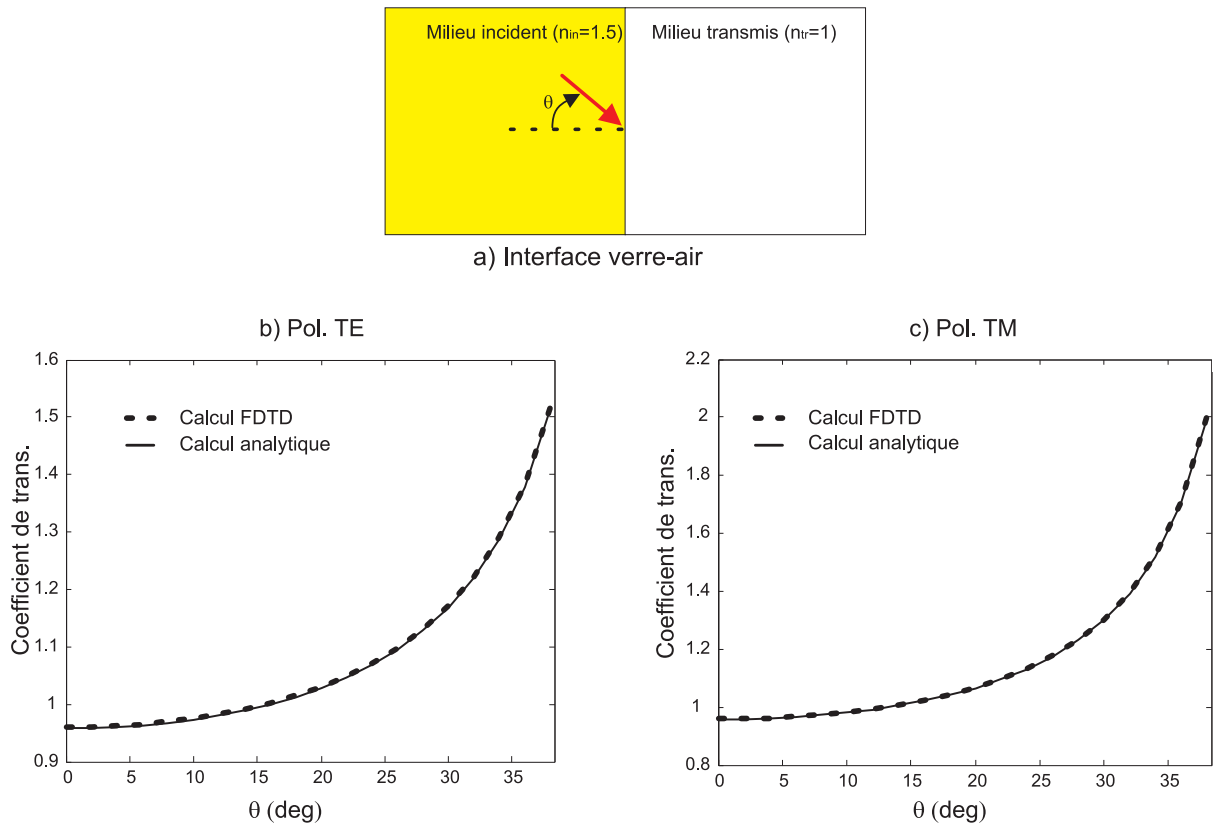 Milieu incident (nin=1.5)
Milieu transmis (ntr=1)
θ
a) Interface verre-air
b) Pol. TE
1.6
1.5
1.4
1.3
1.2
1.1
1
0.9
Coefficient de trans.
Calcul FDTD
Calcul analytique
0 5 10 15 20 25 30 35
θ (deg)
c) Pol. TM
2.2
2
1.8
1.6
1.4
1.2
1
0.8
Coefficient de trans.
Calcul FDTD
Calcul analytique
0 5 10 15 20 25 30 35
θ (deg)